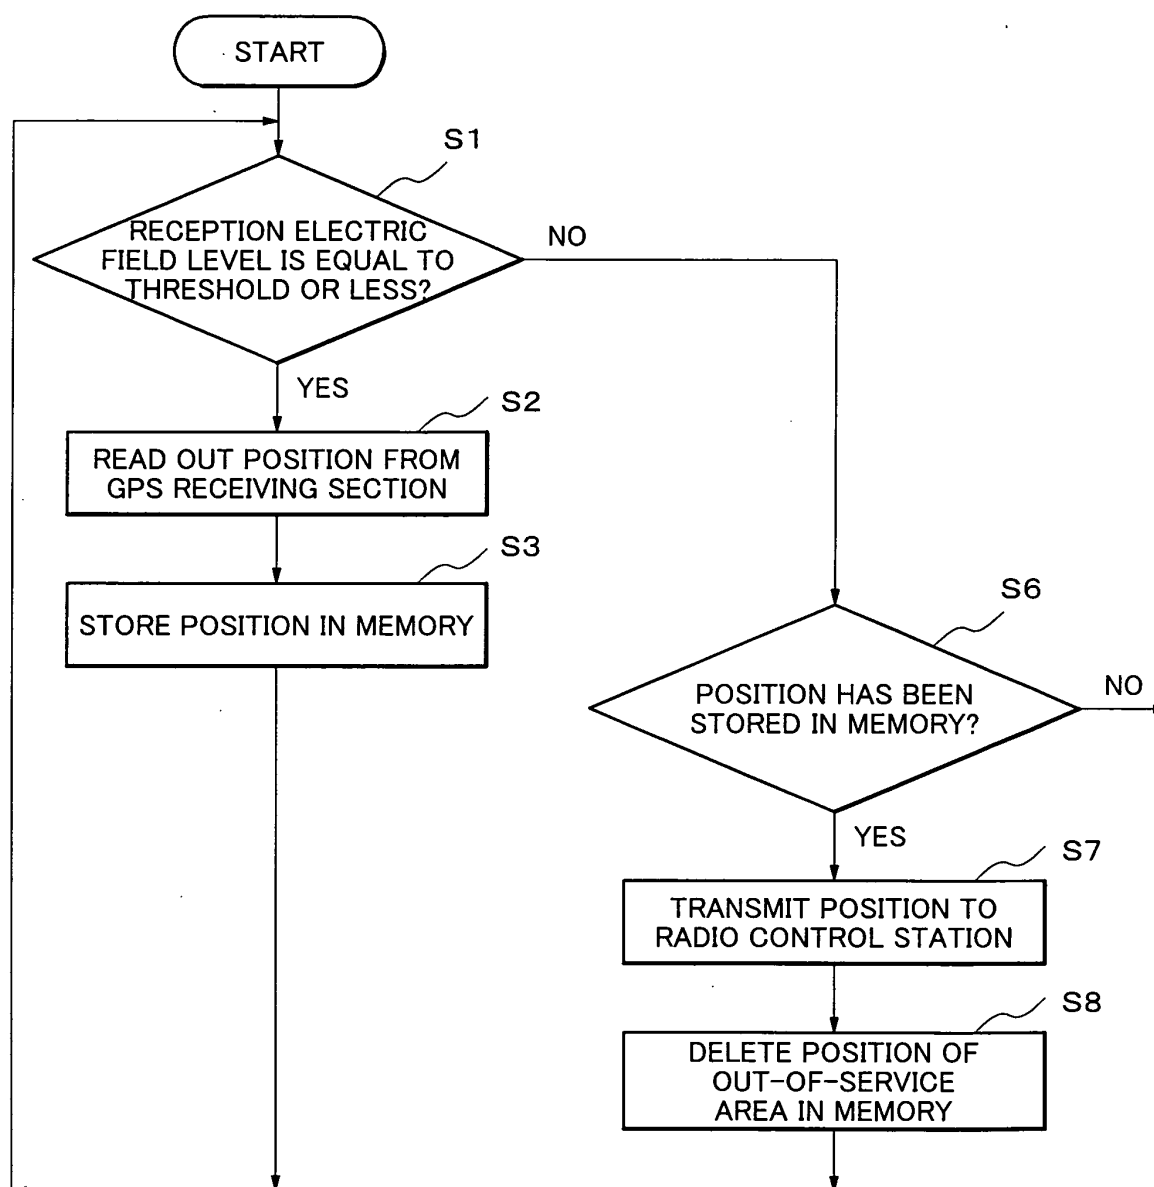 START
S1
RECEPTION ELECTRIC
FIELD LEVEL IS EQUAL TO
THRESHOLD OR LESS?
NO
YES
S2
READ OUT POSITION FROM
GPS RECEIVING SECTION
S3
STORE POSITION IN MEMORY
S6
POSITION HAS BEEN
STORED IN MEMORY?
NO
YES
S7
TRANSMIT POSITION TO
RADIO CONTROL STATION
S8
DELETE POSITION OF
OUT-OF-SERVICE
AREA IN MEMORY